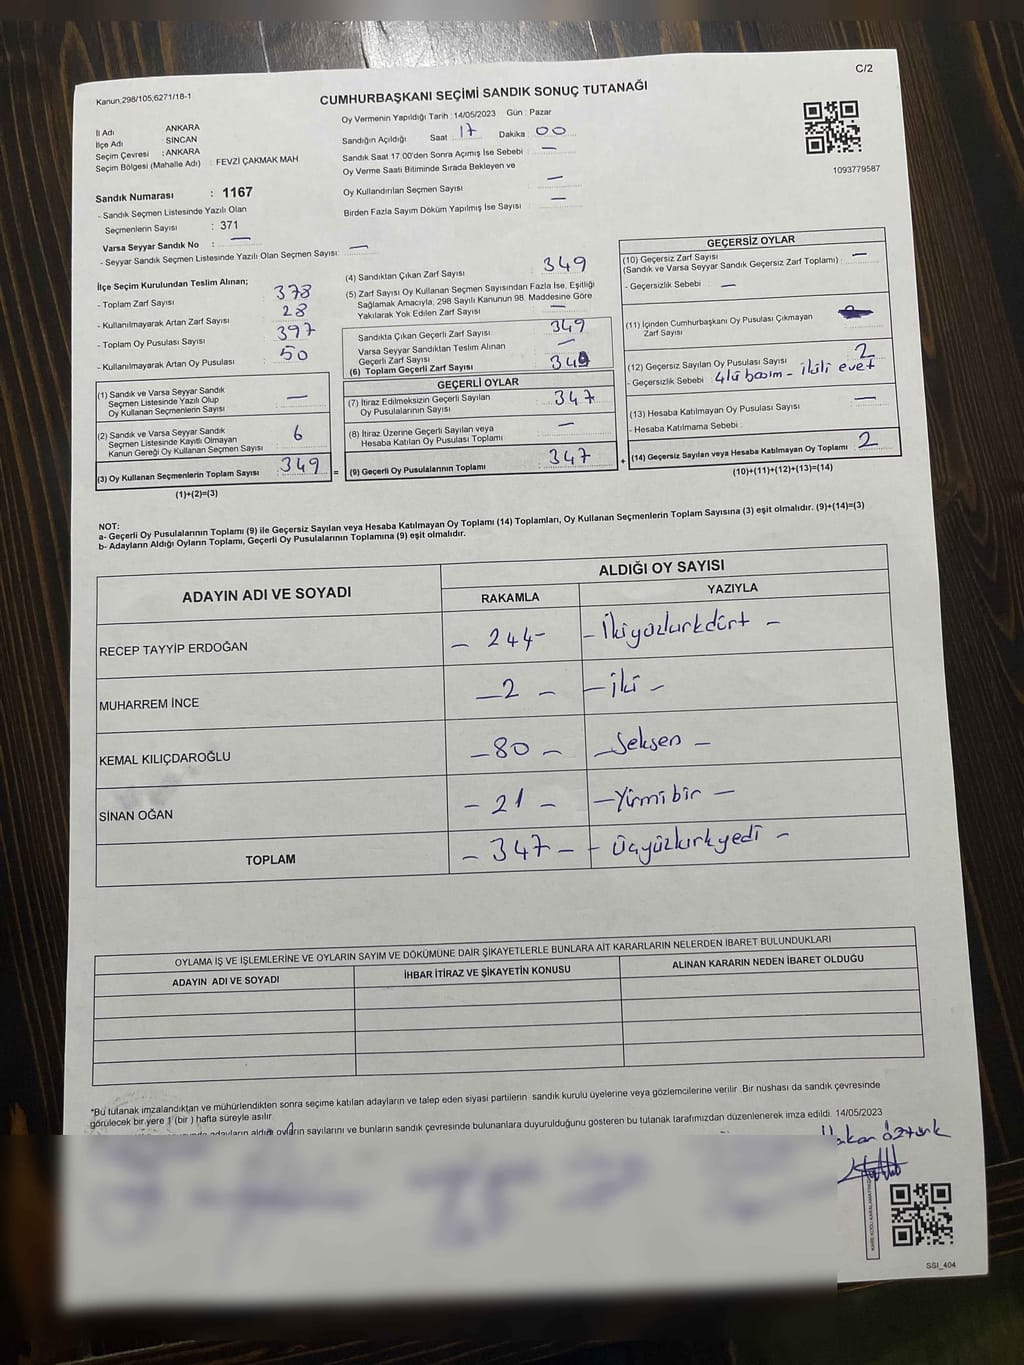 Kanun,298/105,6271/18-1
C/2
CUMHURBAŞKANI SEÇİMİ SANDIK SONUÇ TUTANAĞI
İl Adı : ANKARA
İlçe Adı : SİNCAN
Seçim Çevresi : ANKARA
Seçim Bölgesi (Mahalle Adı) : FEVZİ ÇAKMAK MAH
Oy Vermenin Yapıldığı Tarih : 14/05/2023 Gün : Pazar
Sandığın Açıldığı Saat 17 Dakika : 00
Sandık Saat 17:00'den Sonra Açımış İse Sebebi : —
Oy Verme Saati Bitiminde Sırada Bekleyen ve
Oy Kullandırılan Seçmen Sayısı —
Birden Fazla Sayım Döküm Yapılmış İse Sayısı —
1093779587
Sandık Numarası : 1167
- Sandık Seçmen Listesinde Yazılı Olan
Seçmenlerin Sayısı : 371
Varsa Seyyar Sandık No : —
- Seyyar Sandık Seçmen Listesinde Yazılı Olan Seçmen Sayısı: —
İlçe Seçim Kurulundan Teslim Alınan;
- Toplam Zarf Sayısı 378
- Kullanılmayarak Artan Zarf Sayısı 28
- Toplam Oy Pusulası Sayısı 397
- Kullanılmayarak Artan Oy Pusulası 50
(1) Sandık ve Varsa Seyyar Sandık
Seçmen Listesinde Yazılı Olup
Oy Kullanan Seçmenlerin Sayısı —
(2) Sandık ve Varsa Seyyar Sandık
Seçmen Listesinde Kayıtlı Olmayan
Kanun Gereği Oy Kullanan Seçmen Sayısı 6
(3) Oy Kullanan Seçmenlerin Toplam Sayısı 349 =
(1)+(2)=(3)
(4) Sandıktan Çıkan Zarf Sayısı 349
(5) Zarf Sayısı Oy Kullanan Seçmen Sayısından Fazla İse, Eşitliği
Sağlamak Amacıyla, 298 Sayılı Kanunun 98. Maddesine Göre
Yakılarak Yok Edilen Zarf Sayısı —
Sandıkta Çıkan Geçerli Zarf Sayısı 349
Varsa Seyyar Sandıktan Teslim Alınan
Geçerli Zarf Sayısı —
(6) Toplam Geçerli Zarf Sayısı 349
GEÇERLİ OYLAR
(7) İtiraz Edilmeksizin Geçerli Sayılan
Oy Pusulalarının Sayısı 347
(8) İtiraz Üzerine Geçerli Sayılan veya
Hesaba Katılan Oy Pusulası Toplamı —
(9) Geçerli Oy Pusulalarının Toplamı 347 +
GEÇERSİZ OYLAR
(10) Geçersiz Zarf Sayısı
(Sandık ve Varsa Seyyar Sandık Geçersiz Zarf Toplamı) : —
- Geçersizlik Sebebi : —
(11) İçinden Cumhurbaşkanı Oy Pusulası Çıkmayan
Zarf Sayısı
(12) Geçersiz Sayılan Oy Pusulası Sayısı 2
- Geçersizlik Sebebi : 4lü basım - ikili evet
(13) Hesaba Katılmayan Oy Pusulası Sayısı —
- Hesaba Katılmama Sebebi :
(14) Geçersiz Sayılan veya Hesaba Katılmayan Oy Toplamı 2
(10)+(11)+(12)+(13)=(14)
NOT:
a- Geçerli Oy Pusulalarının Toplamı (9) ile Geçersiz Sayılan veya Hesaba Katılmayan Oy Toplamı (14) Toplamları, Oy Kullanan Seçmenlerin Toplam Sayısına (3) eşit olmalıdır. (9)+(14)=(3)
b- Adayların Aldığı Oyların Toplamı, Geçerli Oy Pusulalarının Toplamına (9) eşit olmalıdır.
ADAYIN ADI VE SOYADI
ALDIĞI OY SAYISI
RAKAMLA YAZIYLA
RECEP TAYYİP ERDOĞAN - 244 - - İkiyüzkırkdört -
MUHARREM İNCE - 2 - - İki -
KEMAL KILIÇDAROĞLU - 80 - - Seksen -
SİNAN OĞAN - 21 - - Yirmibir -
TOPLAM - 347 - - Üçyüzkırkyedi -
OYLAMA İŞ VE İŞLEMLERİNE VE OYLARIN SAYIM VE DÖKÜMÜNE DAİR ŞİKAYETLERLE BUNLARA AİT KARARLARIN NELERDEN İBARET BULUNDUKLARI
ADAYIN ADI VE SOYADI İHBAR İTİRAZ VE ŞİKAYETİN KONUSU ALINAN KARARIN NEDEN İBARET OLDUĞU
*Bu tutanak imzalandıktan ve mühürlendikten sonra seçime katılan adayların ve talep eden siyasi partilerin sandık kurulu üyelerine veya gözlemcilerine verilir .Bir nüshası da sandık çevresinde
görülecek bir yere 1 (bir ) hafta süreyle asılır.
adayların aldığı oyların sayılarını ve bunların sandık çevresinde bulunanlara duyurulduğunu gösteren bu tutanak tarafımızdan düzenlenerek imza edildi. 14/05/2023
Hakan Öztürk
SSI_404